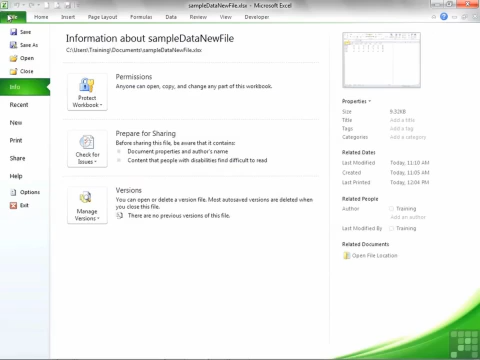 sampleDataNewFile.xlsx - Microsoft Excel
File Home Insert Page Layout Formulas Data Review View Developer
Save
Save As
Open
Close
Info
Recent
New
Print
Share
Help
Options
Exit
Information about sampleDataNewFile
C:\Users\Training\Documents\sampleDataNewFile.xlsx
Protect
Workbook
Permissions
Anyone can open, copy, and change any part of this workbook.
Check for
Issues
Prepare for Sharing
Before sharing this file, be aware that it contains:
Document properties and author's name
Content that people with disabilities find difficult to read
Manage
Versions
Versions
You can open or delete a version file. Most autosaved versions are deleted when
you close this file.
There are no previous versions of this file.
Properties
Size 9.32KB
Title Add a title
Tags Add a tag
Categories Add a category
Related Dates
Last Modified Today, 11:10 AM
Created Today, 11:05 AM
Last Printed Today, 12:04 PM
Related People
Author Training
Add an author
Last Modified By Training
Related Documents
Open File Location